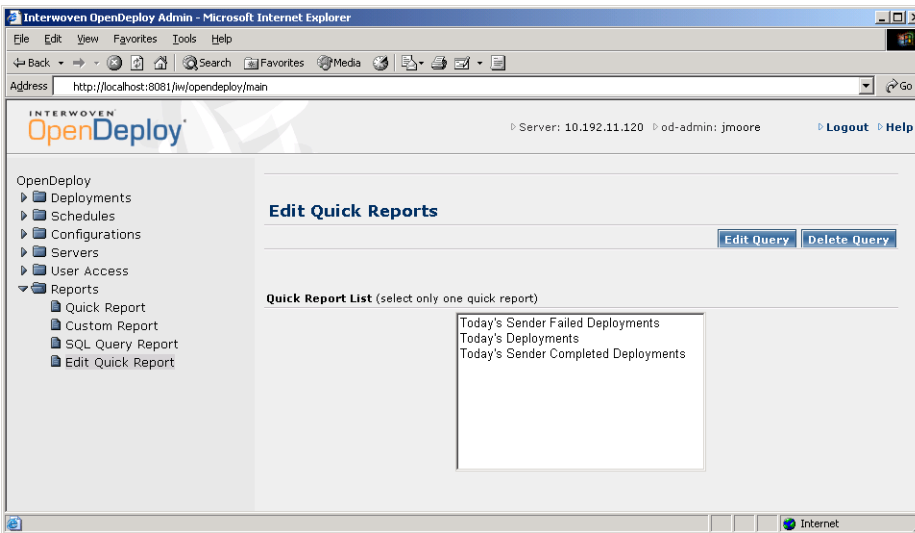 Interwoven OpenDeploy Admin - Microsoft Internet Explorer
File Edit View Favorites Tools Help
Back Search Favorites Media
Address http://localhost:8081/iw/opendeploy/main Go
INTERWOVEN
OpenDeploy
Server: 10.192.11.120 od-admin: jmoore Logout Help
OpenDeploy
Deployments
Schedules
Configurations
Servers
User Access
Reports
Quick Report
Custom Report
SQL Query Report
Edit Quick Report
Edit Quick Reports
Edit Query Delete Query
Quick Report List (select only one quick report)
Today's Sender Failed Deployments
Today's Deployments
Today's Sender Completed Deployments
Internet